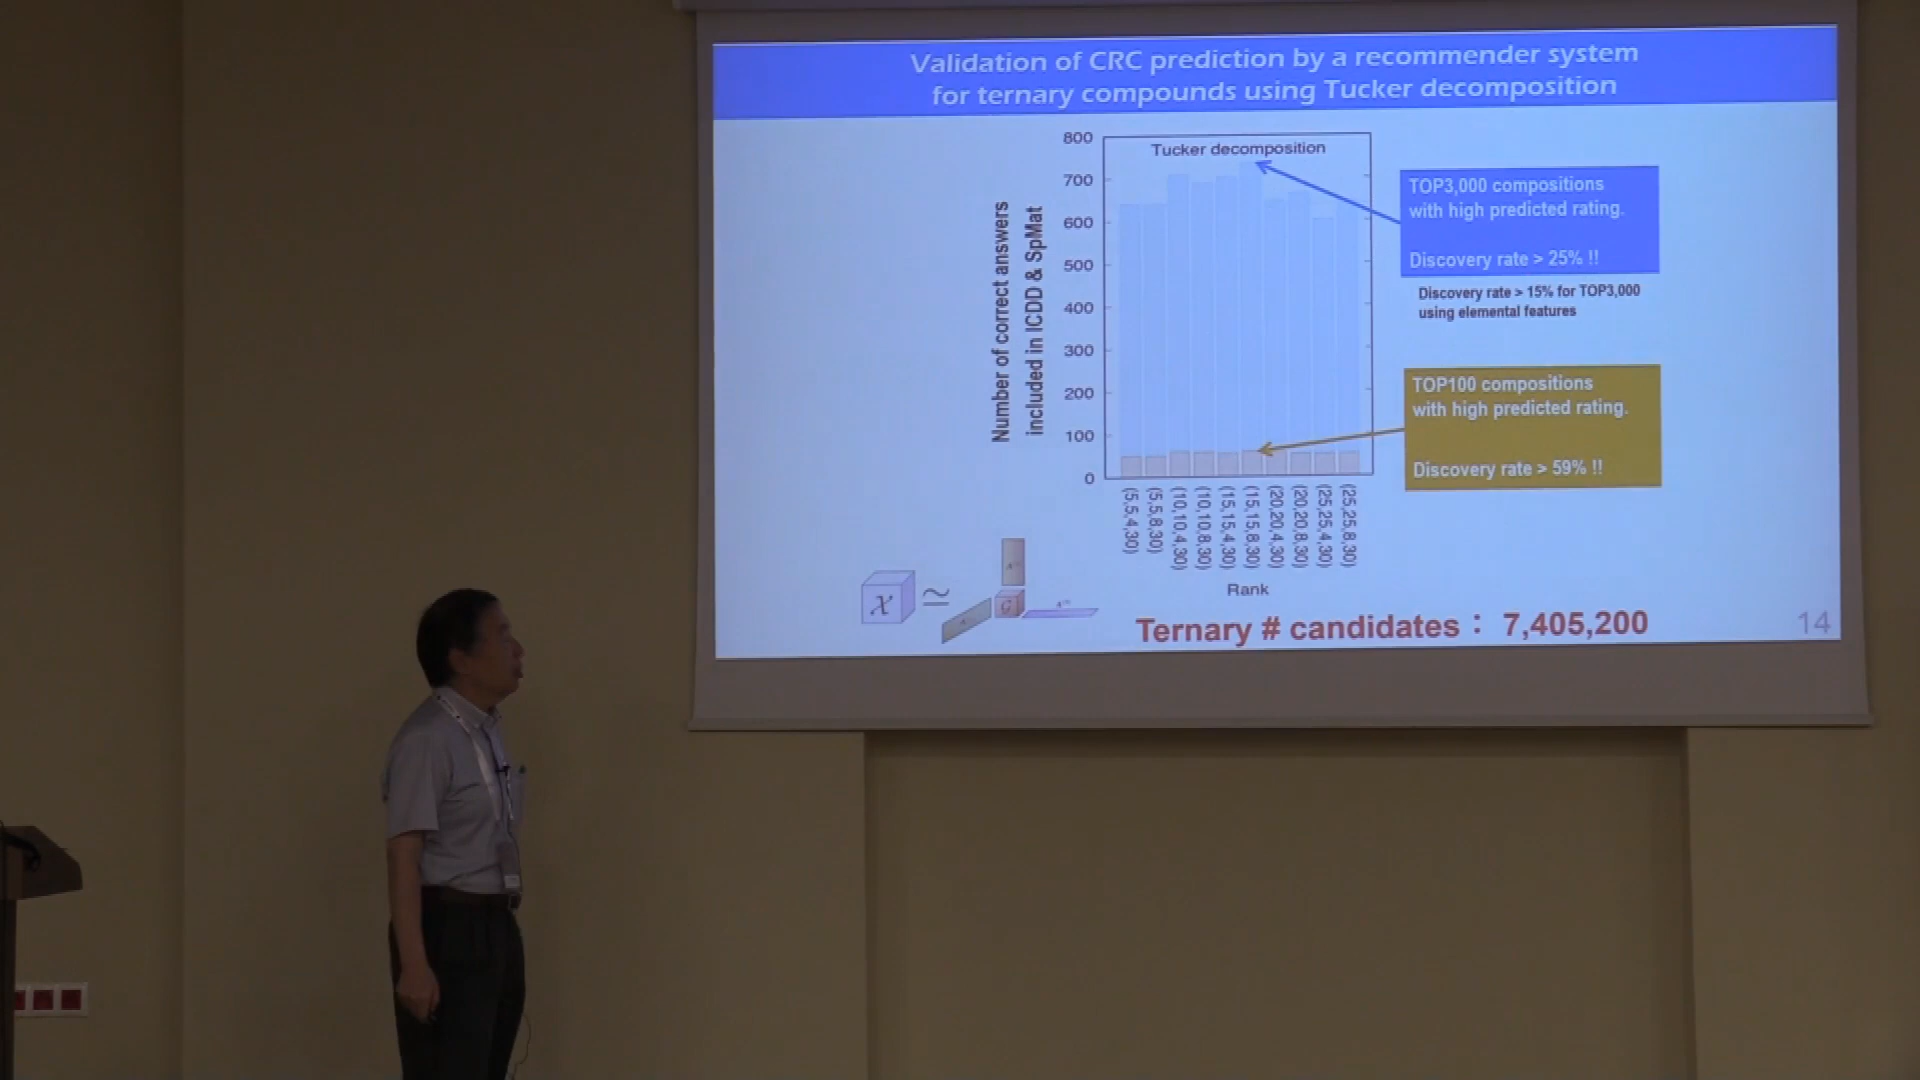 Validation of CRC prediction by a recommender system
for ternary compounds using Tucker decomposition
Number of correct answers
included in ICDD & SpMat
800
700
600
500
400
300
200
100
0
Tucker decomposition
(5,5,4,30)
(5,5,8,30)
(10,10,4,30)
(10,10,8,30)
(15,15,4,30)
(15,15,8,30)
(20,20,4,30)
(20,20,8,30)
(25,25,4,30)
(25,25,8,30)
Rank
TOP3,000 compositions
with high predicted rating.
Discovery rate > 25% !!
Discovery rate > 15% for TOP3,000
using elemental features
TOP100 compositions
with high predicted rating.
Discovery rate > 59% !!
X ≃ G
Ternary # candidates : 7,405,200
14